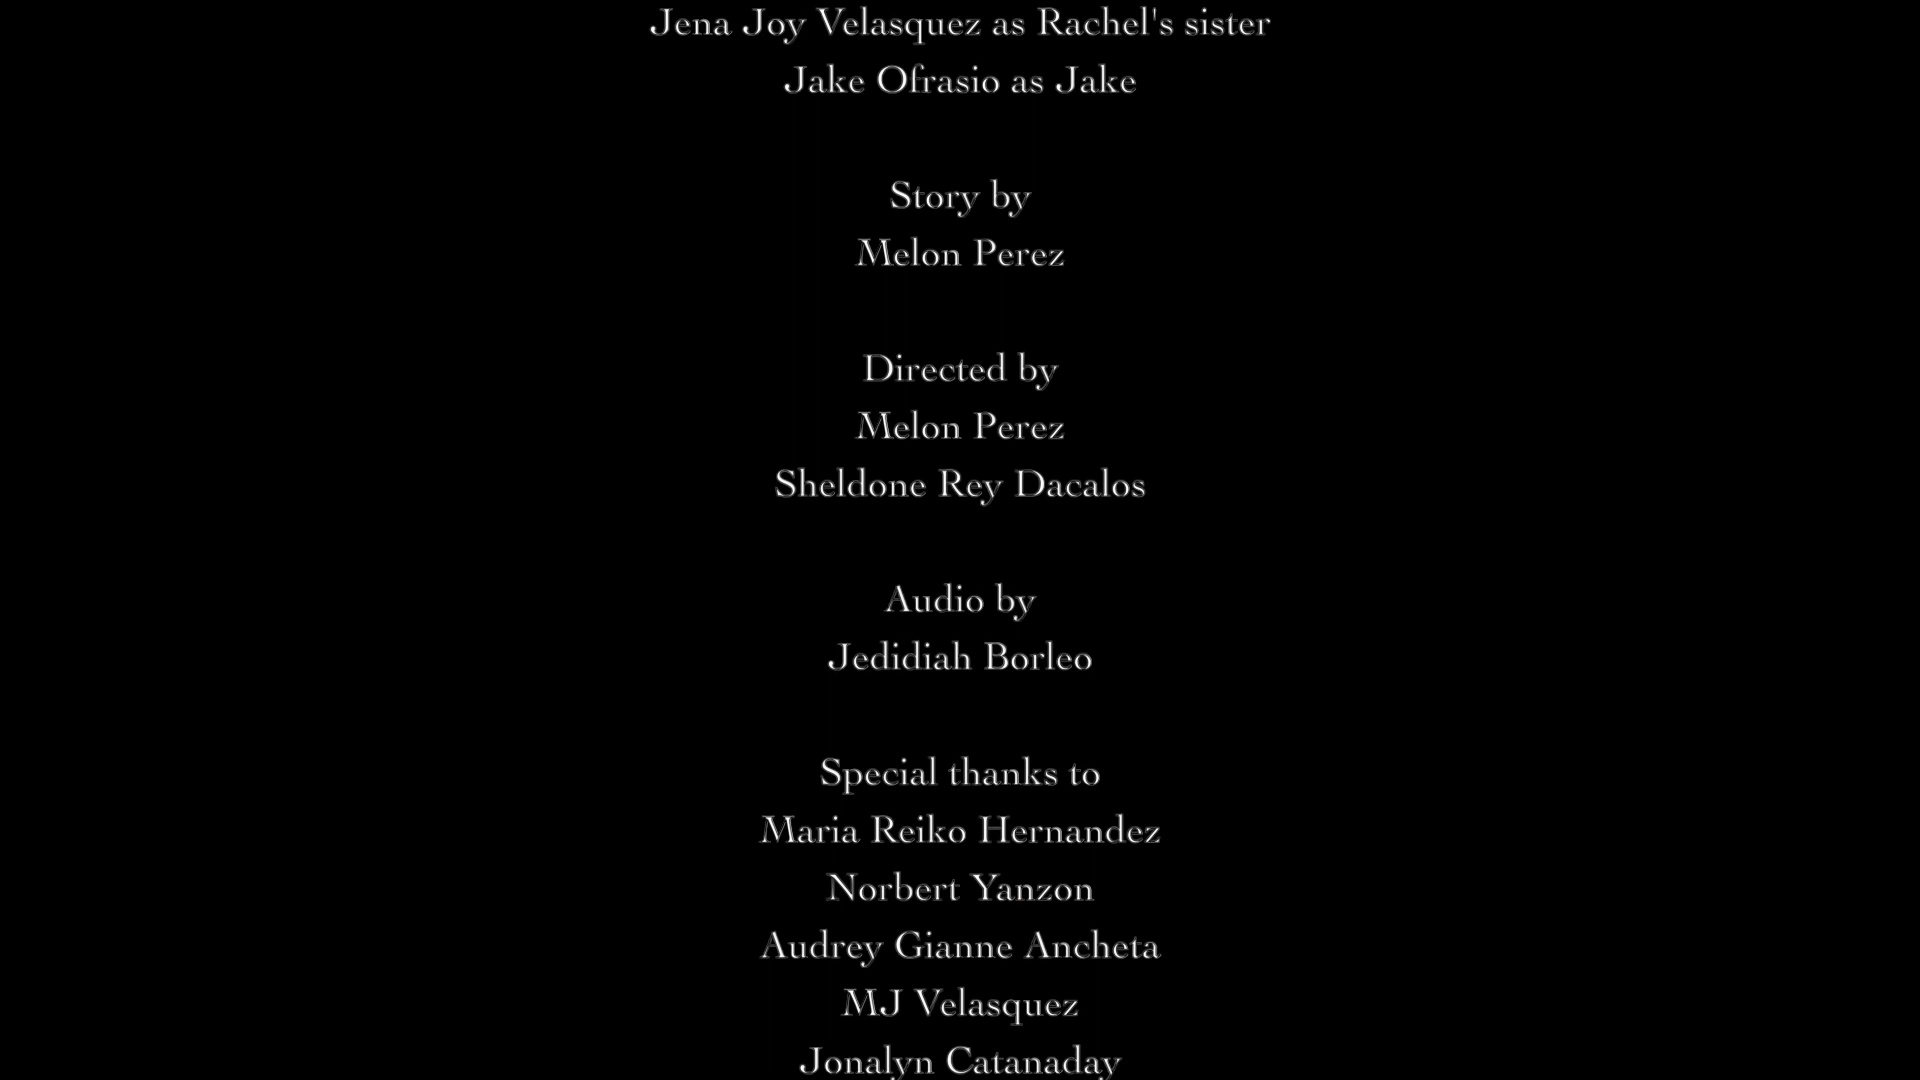 Jena Joy Velasquez as Rachel's sister
Jake Ofrasio as Jake
Story by
Melon Perez
Directed by
Melon Perez
Sheldone Rey Dacalos
Audio by
Jedidiah Borleo
Special thanks to
Maria Reiko Hernandez
Norbert Yanzon
Audrey Gianne Ancheta
MJ Velasquez
Jonalyn Catanaday